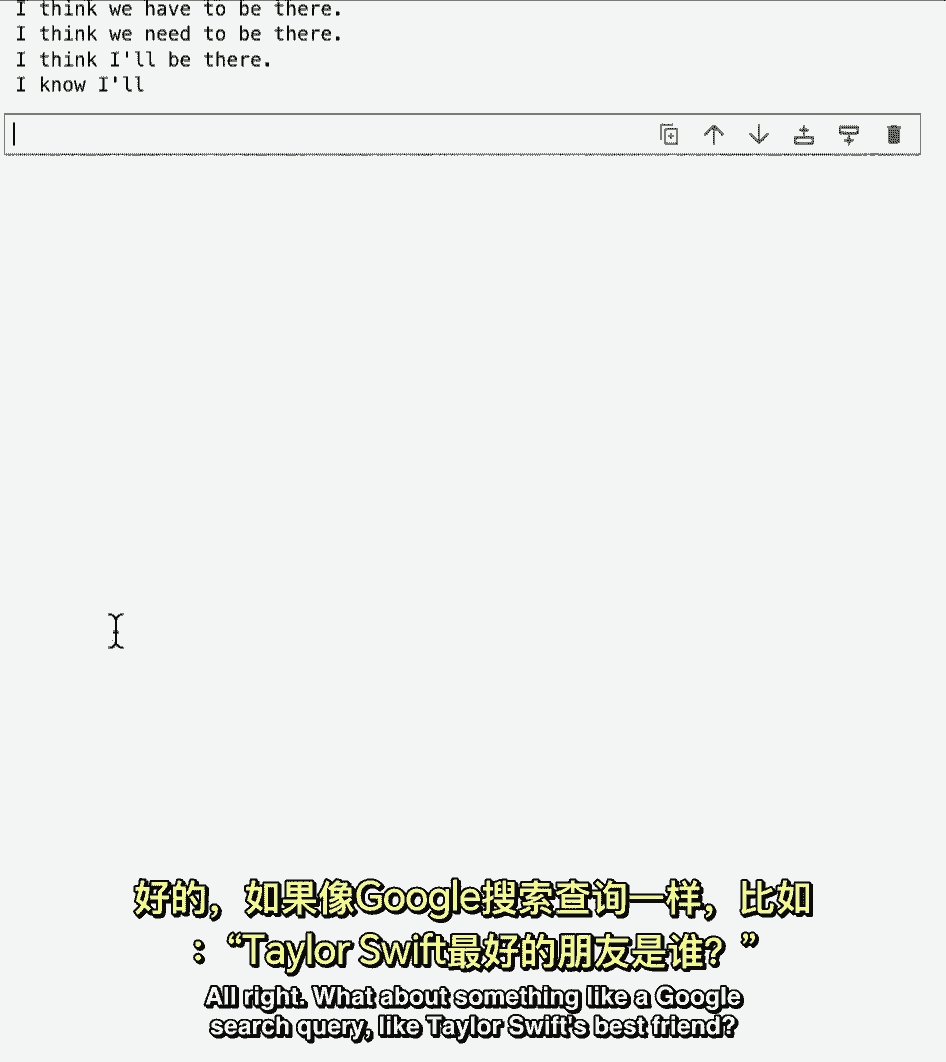 I think we have to be there.
I think we need to be there.
I think I'll be there.
I know I'll
好的，如果像Google搜索查询一样，比如
：“Taylor Swift最好的朋友是谁？”
All right. What about something like a Google
search query, like Taylor Swift's best friend?